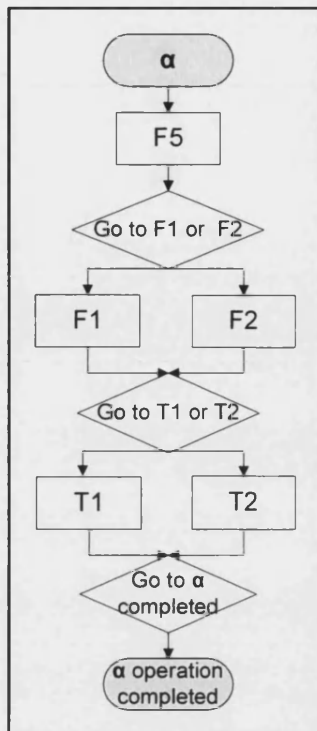 α
F5
Go to F1 or F2
F1 F2
Go to T1 or T2
T1 T2
Go to α
completed
α operation
completed